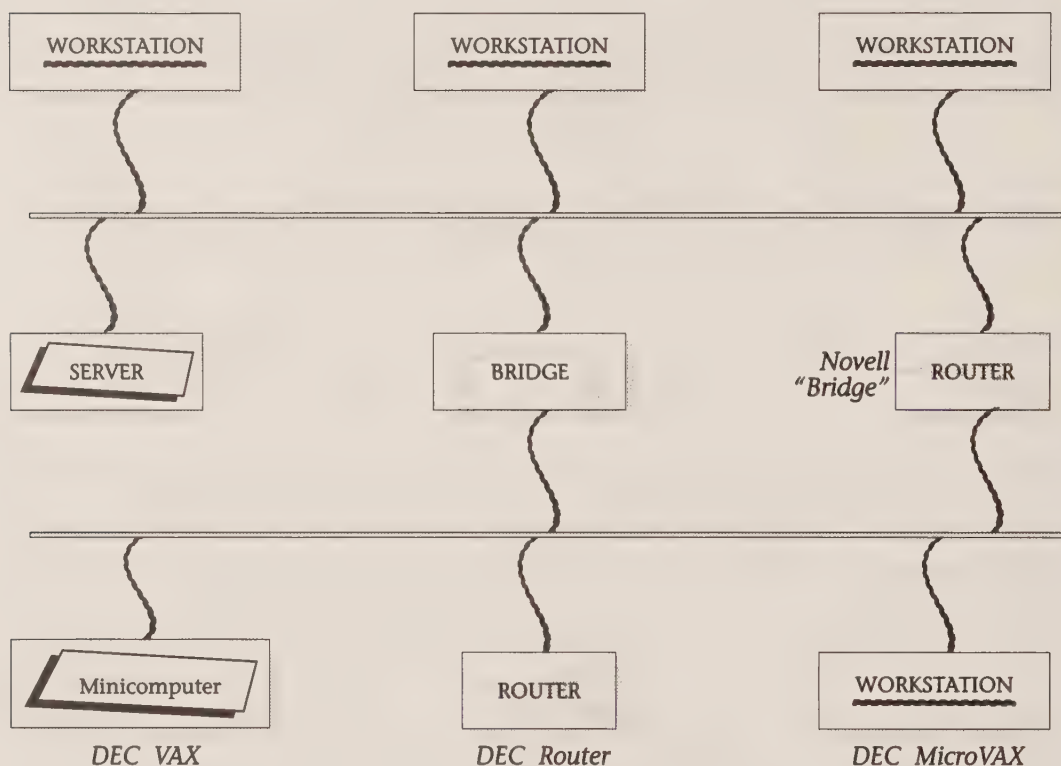 WORKSTATION
WORKSTATION
WORKSTATION
SERVER
BRIDGE
Novell
"Bridge"
ROUTER
Minicomputer
ROUTER
WORKSTATION
DEC VAX
DEC Router
DEC MicroVAX